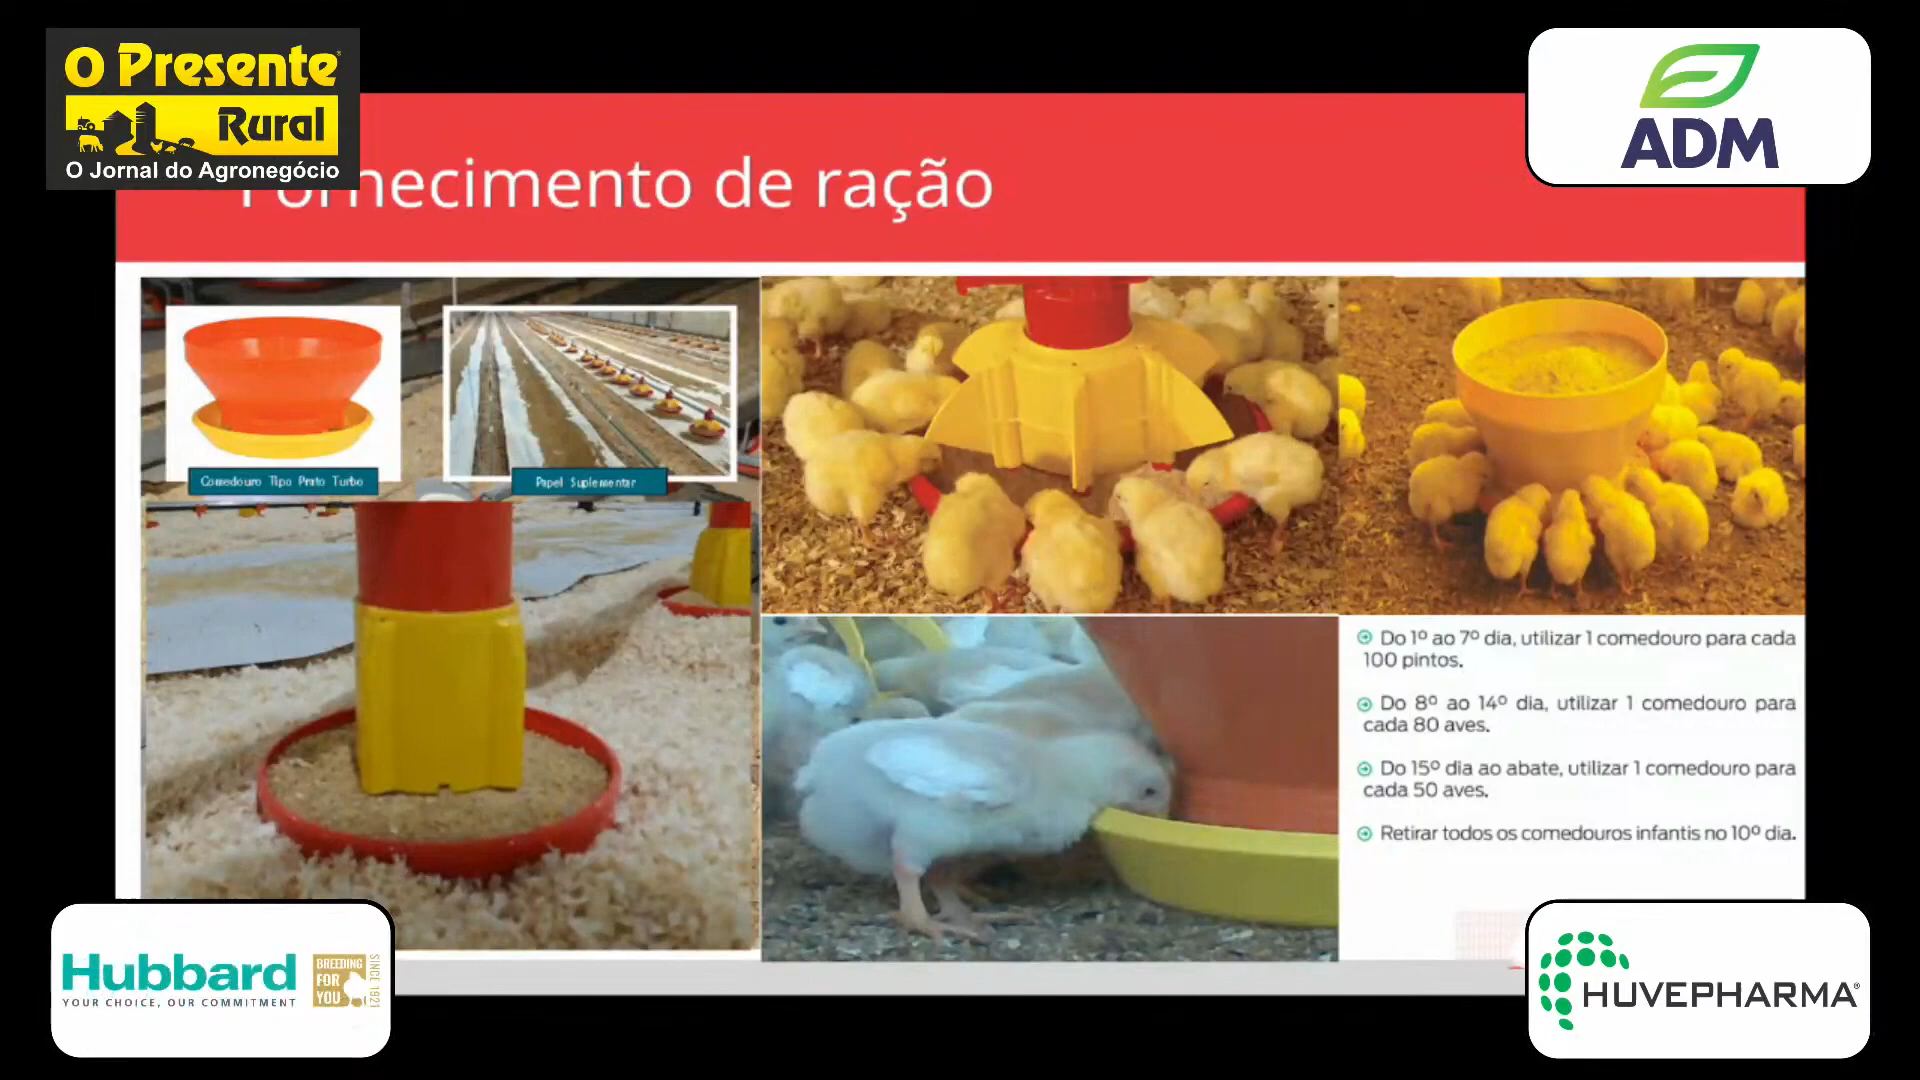 O Presente
Rural
O Jornal do Agronegócio
ADM
Fornecimento de ração
Comedouro Tipo Prato Turbo
Papel Suplementar
Do 1º ao 7º dia, utilizar 1 comedouro para cada
100 pintos.
Do 8º ao 14º dia, utilizar 1 comedouro para
cada 80 aves.
Do 15º dia ao abate, utilizar 1 comedouro para
cada 50 aves.
Retirar todos os comedouros infantis no 10º dia.
Hubbard
YOUR CHOICE, OUR COMMITMENT
BREEDING
FOR
YOU
SINCE 1921
HUVEPHARMA®